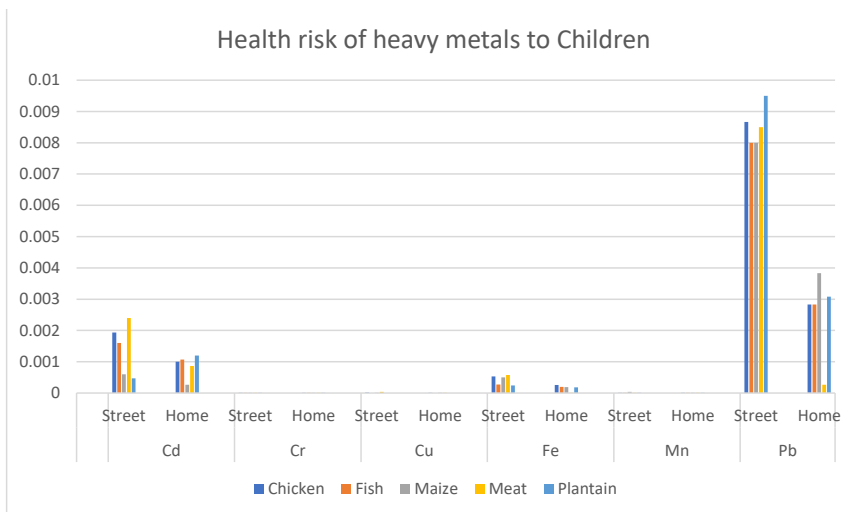 Health risk of heavy metals to Children
0.01
0.009
0.008
0.007
0.006
0.005
0.004
0.003
0.002
0.001
0
Street Home Street Home Street Home Street Home Street Home Street Home
Cd Cr Cu Fe Mn Pb
Chicken Fish Maize Meat Plantain